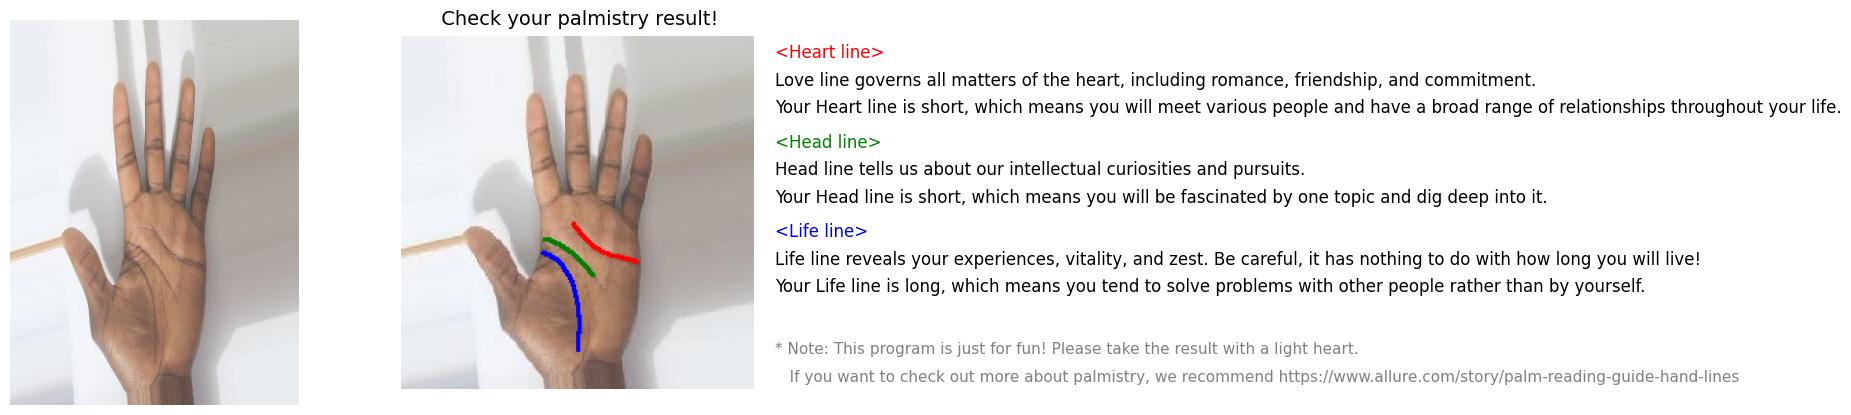 Check your palmistry result!
<Heart line>
Love line governs all matters of the heart, including romance, friendship, and commitment.
Your Heart line is short, which means you will meet various people and have a broad range of relationships throughout your life.
<Head line>
Head line tells us about our intellectual curiosities and pursuits.
Your Head line is short, which means you will be fascinated by one topic and dig deep into it.
<Life line>
Life line reveals your experiences, vitality, and zest. Be careful, it has nothing to do with how long you will live!
Your Life line is long, which means you tend to solve problems with other people rather than by yourself.
* Note: This program is just for fun! Please take the result with a light heart.
If you want to check out more about palmistry, we recommend https://www.allure.com/story/palm-reading-guide-hand-lines